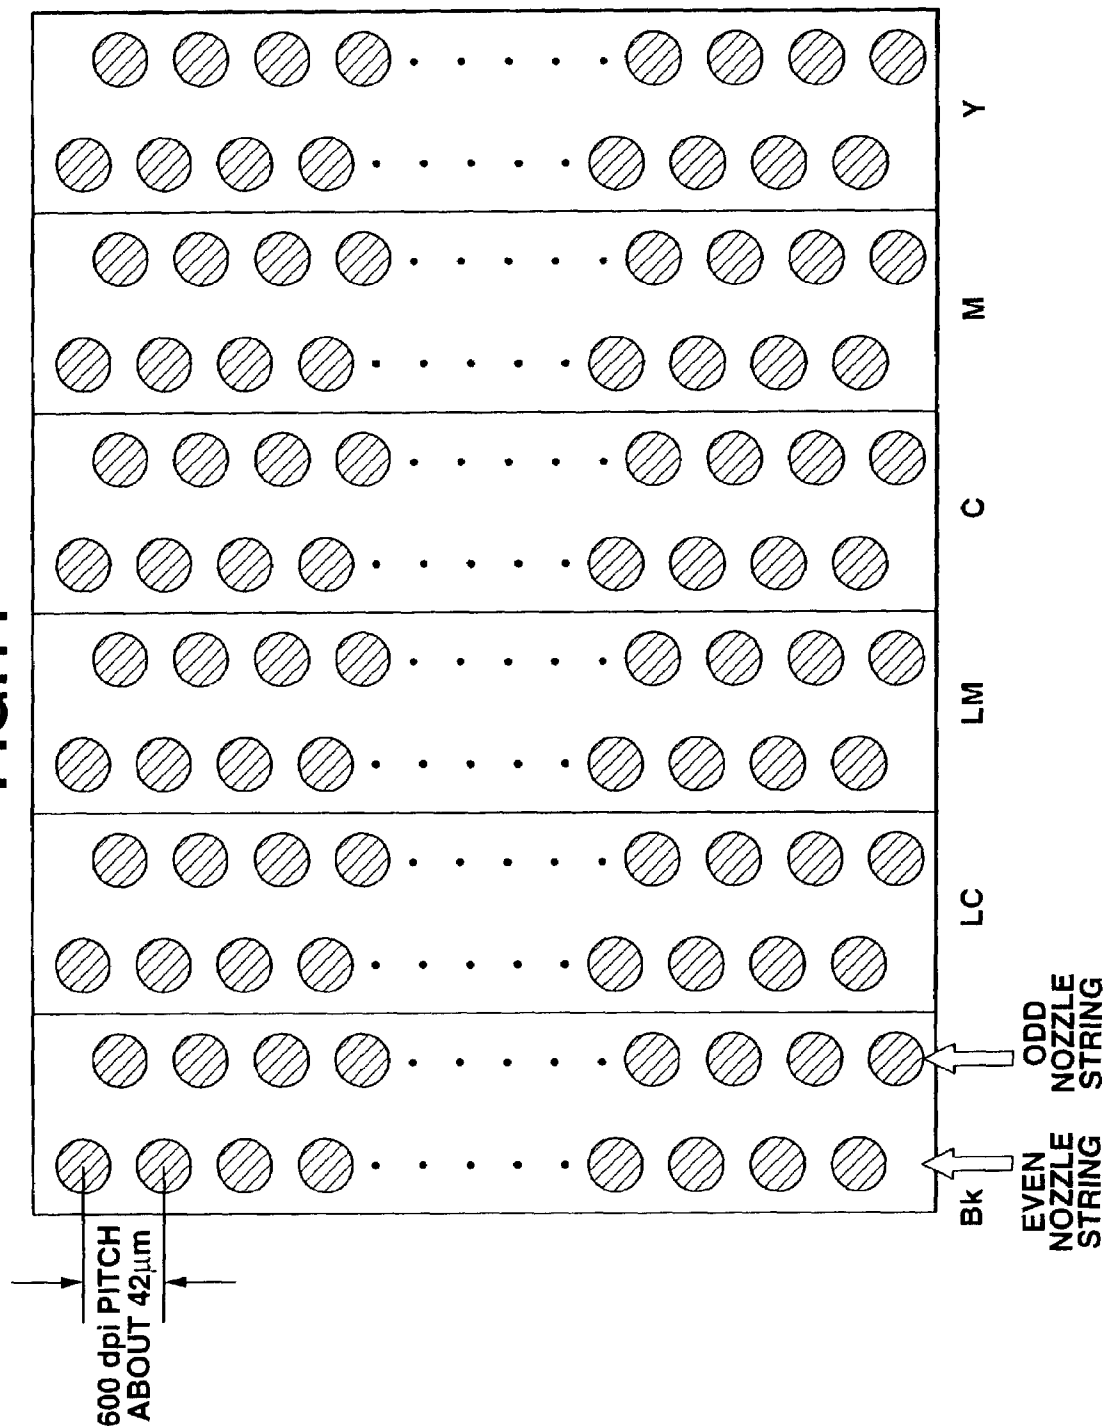 Y
M
C
LM
LC
Bk
ODD
NOZZLE
STRING
EVEN
NOZZLE
STRING
600 dpi PITCH
ABOUT 42μm